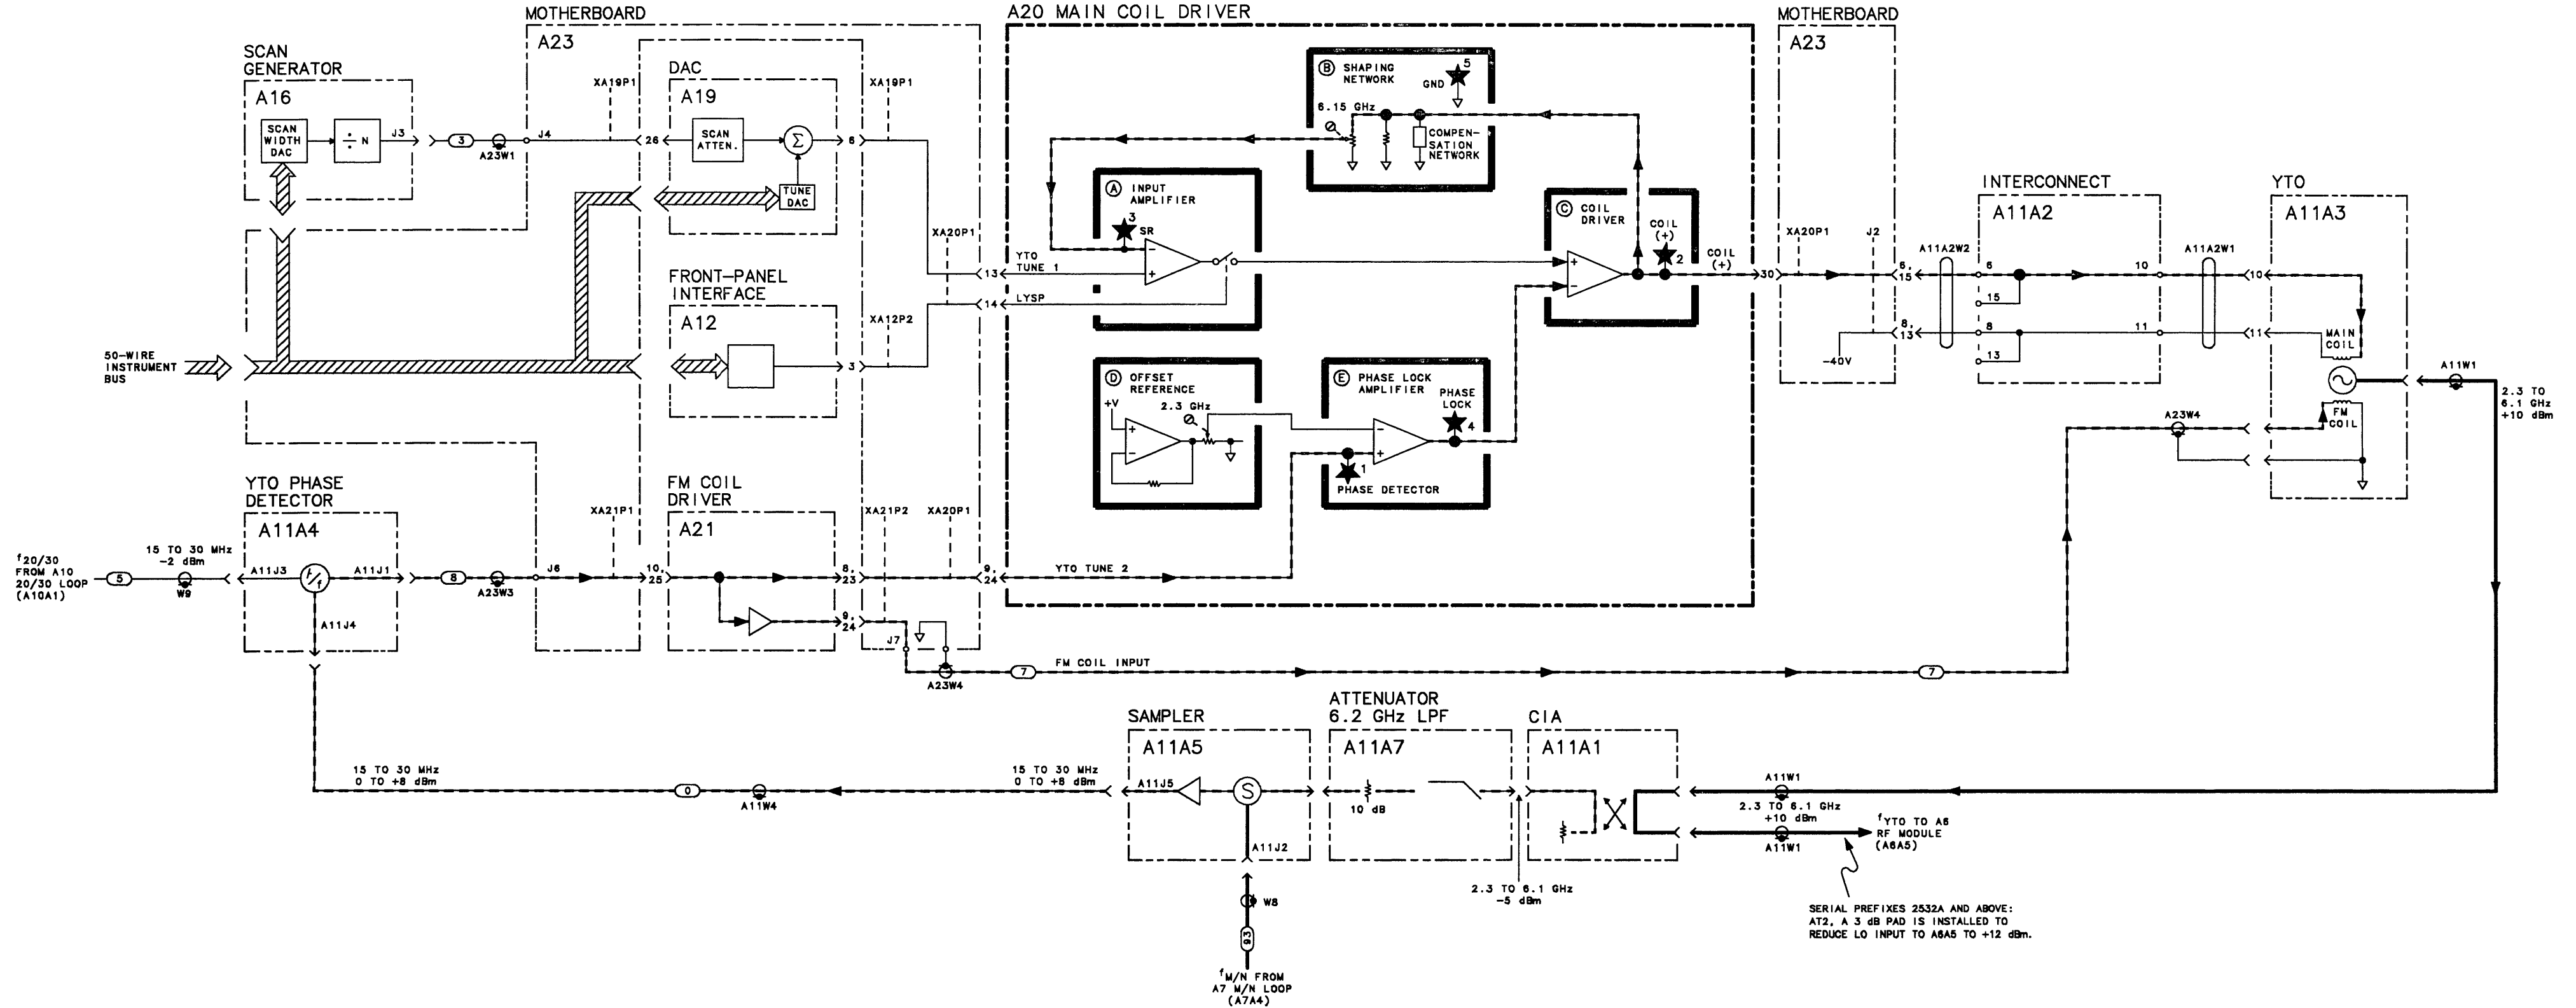 MOTHERBOARD
A23
SCAN
GENERATOR
A16
SCAN
WIDTH
DAC
÷ N
J3
3
A23W1
J4
XA19P1
26
DAC
A19
SCAN
ATTEN.
Σ
TUNE
DAC
6
XA19P1
FRONT-PANEL
INTERFACE
A12
3
XA12P2
XA20P1
13
14
50-WIRE
INSTRUMENT
BUS
YTO PHASE
DETECTOR
A11A4
f20/30
FROM A10
20/30 LOOP
(A10A1)
5
15 TO 30 MHz
-2 dBm
W9
A11J3
f/f
A11J1
A11J4
8
A23W3
J6
XA21P1
10,
25
FM COIL
DRIVER
A21
8,
23
9,
24
XA21P2
XA20P1
9,
24
J7
A23W4
7
FM COIL INPUT
7
A20 MAIN COIL DRIVER
B SHAPING
NETWORK
5
GND
6.15 GHz
COMPEN-
SATION
NETWORK
A INPUT
AMPLIFIER
3
SR
-
+
YTO
TUNE 1
LYSP
C COIL
DRIVER
COIL
(+)
2
+
-
COIL
(+)
D OFFSET
REFERENCE
+V
2.3 GHz
+
-
E PHASE LOCK
AMPLIFIER
PHASE
LOCK
4
-
+
1
PHASE DETECTOR
YTO TUNE 2
30
MOTHERBOARD
A23
XA20P1
J2
6,
15
8,
13
-40V
A11A2W2
INTERCONNECT
A11A2
6
10
15
8
11
13
A11A2W1
10
11
YTO
A11A3
MAIN
COIL
FM
COIL
A23W4
A11W1
2.3 TO
6.1 GHz
+10 dBm
SAMPLER
A11A5
A11J5
S
A11J2
15 TO 30 MHz
0 TO +8 dBm
0
A11W4
15 TO 30 MHz
0 TO +8 dBm
ATTENUATOR
6.2 GHz LPF
A11A7
10 dB
2.3 TO 6.1 GHz
-5 dBm
CIA
A11A1
A11W1
2.3 TO 6.1 GHz
+10 dBm
A11W1
fYTO TO A6
RF MODULE
(A6A5)
SERIAL PREFIXES 2532A AND ABOVE:
AT2, A 3 dB PAD IS INSTALLED TO
REDUCE LO INPUT TO A6A5 TO +12 dBm.
W8
93
fM/N FROM
A7 M/N LOOP
(A7A4)